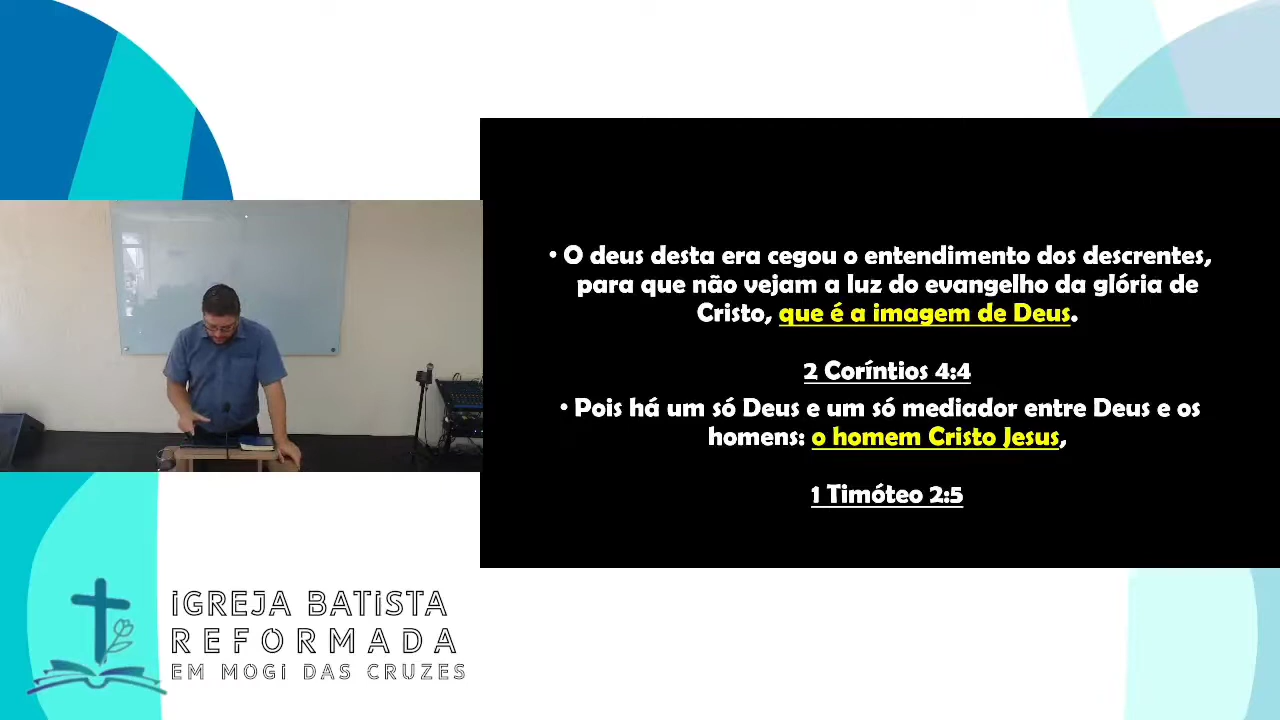 • O deus desta era cegou o entendimento dos descrentes,
para que não vejam a luz do evangelho da glória de
Cristo, que é a imagem de Deus.
2 Coríntios 4:4
• Pois há um só Deus e um só mediador entre Deus e os
homens: o homem Cristo Jesus,
1 Timóteo 2:5
iGREJA BATiSTA
REFORMADA
EM MOGi DAS CRUZES